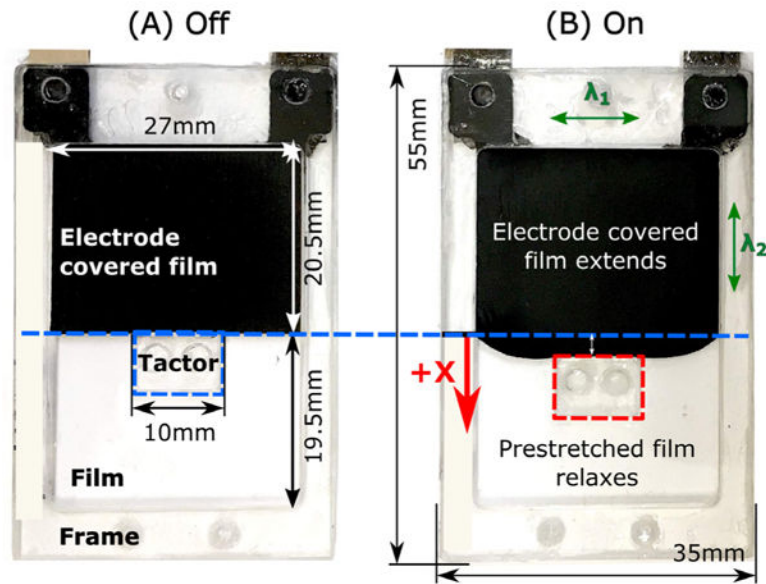 (A) Off
(B) On
27mm
Electrode
covered film
20.5mm
Tactor
10mm
19.5mm
Film
Frame
55mm
λ₁
Electrode covered
film extends
λ₂
+X
Prestretched film
relaxes
35mm